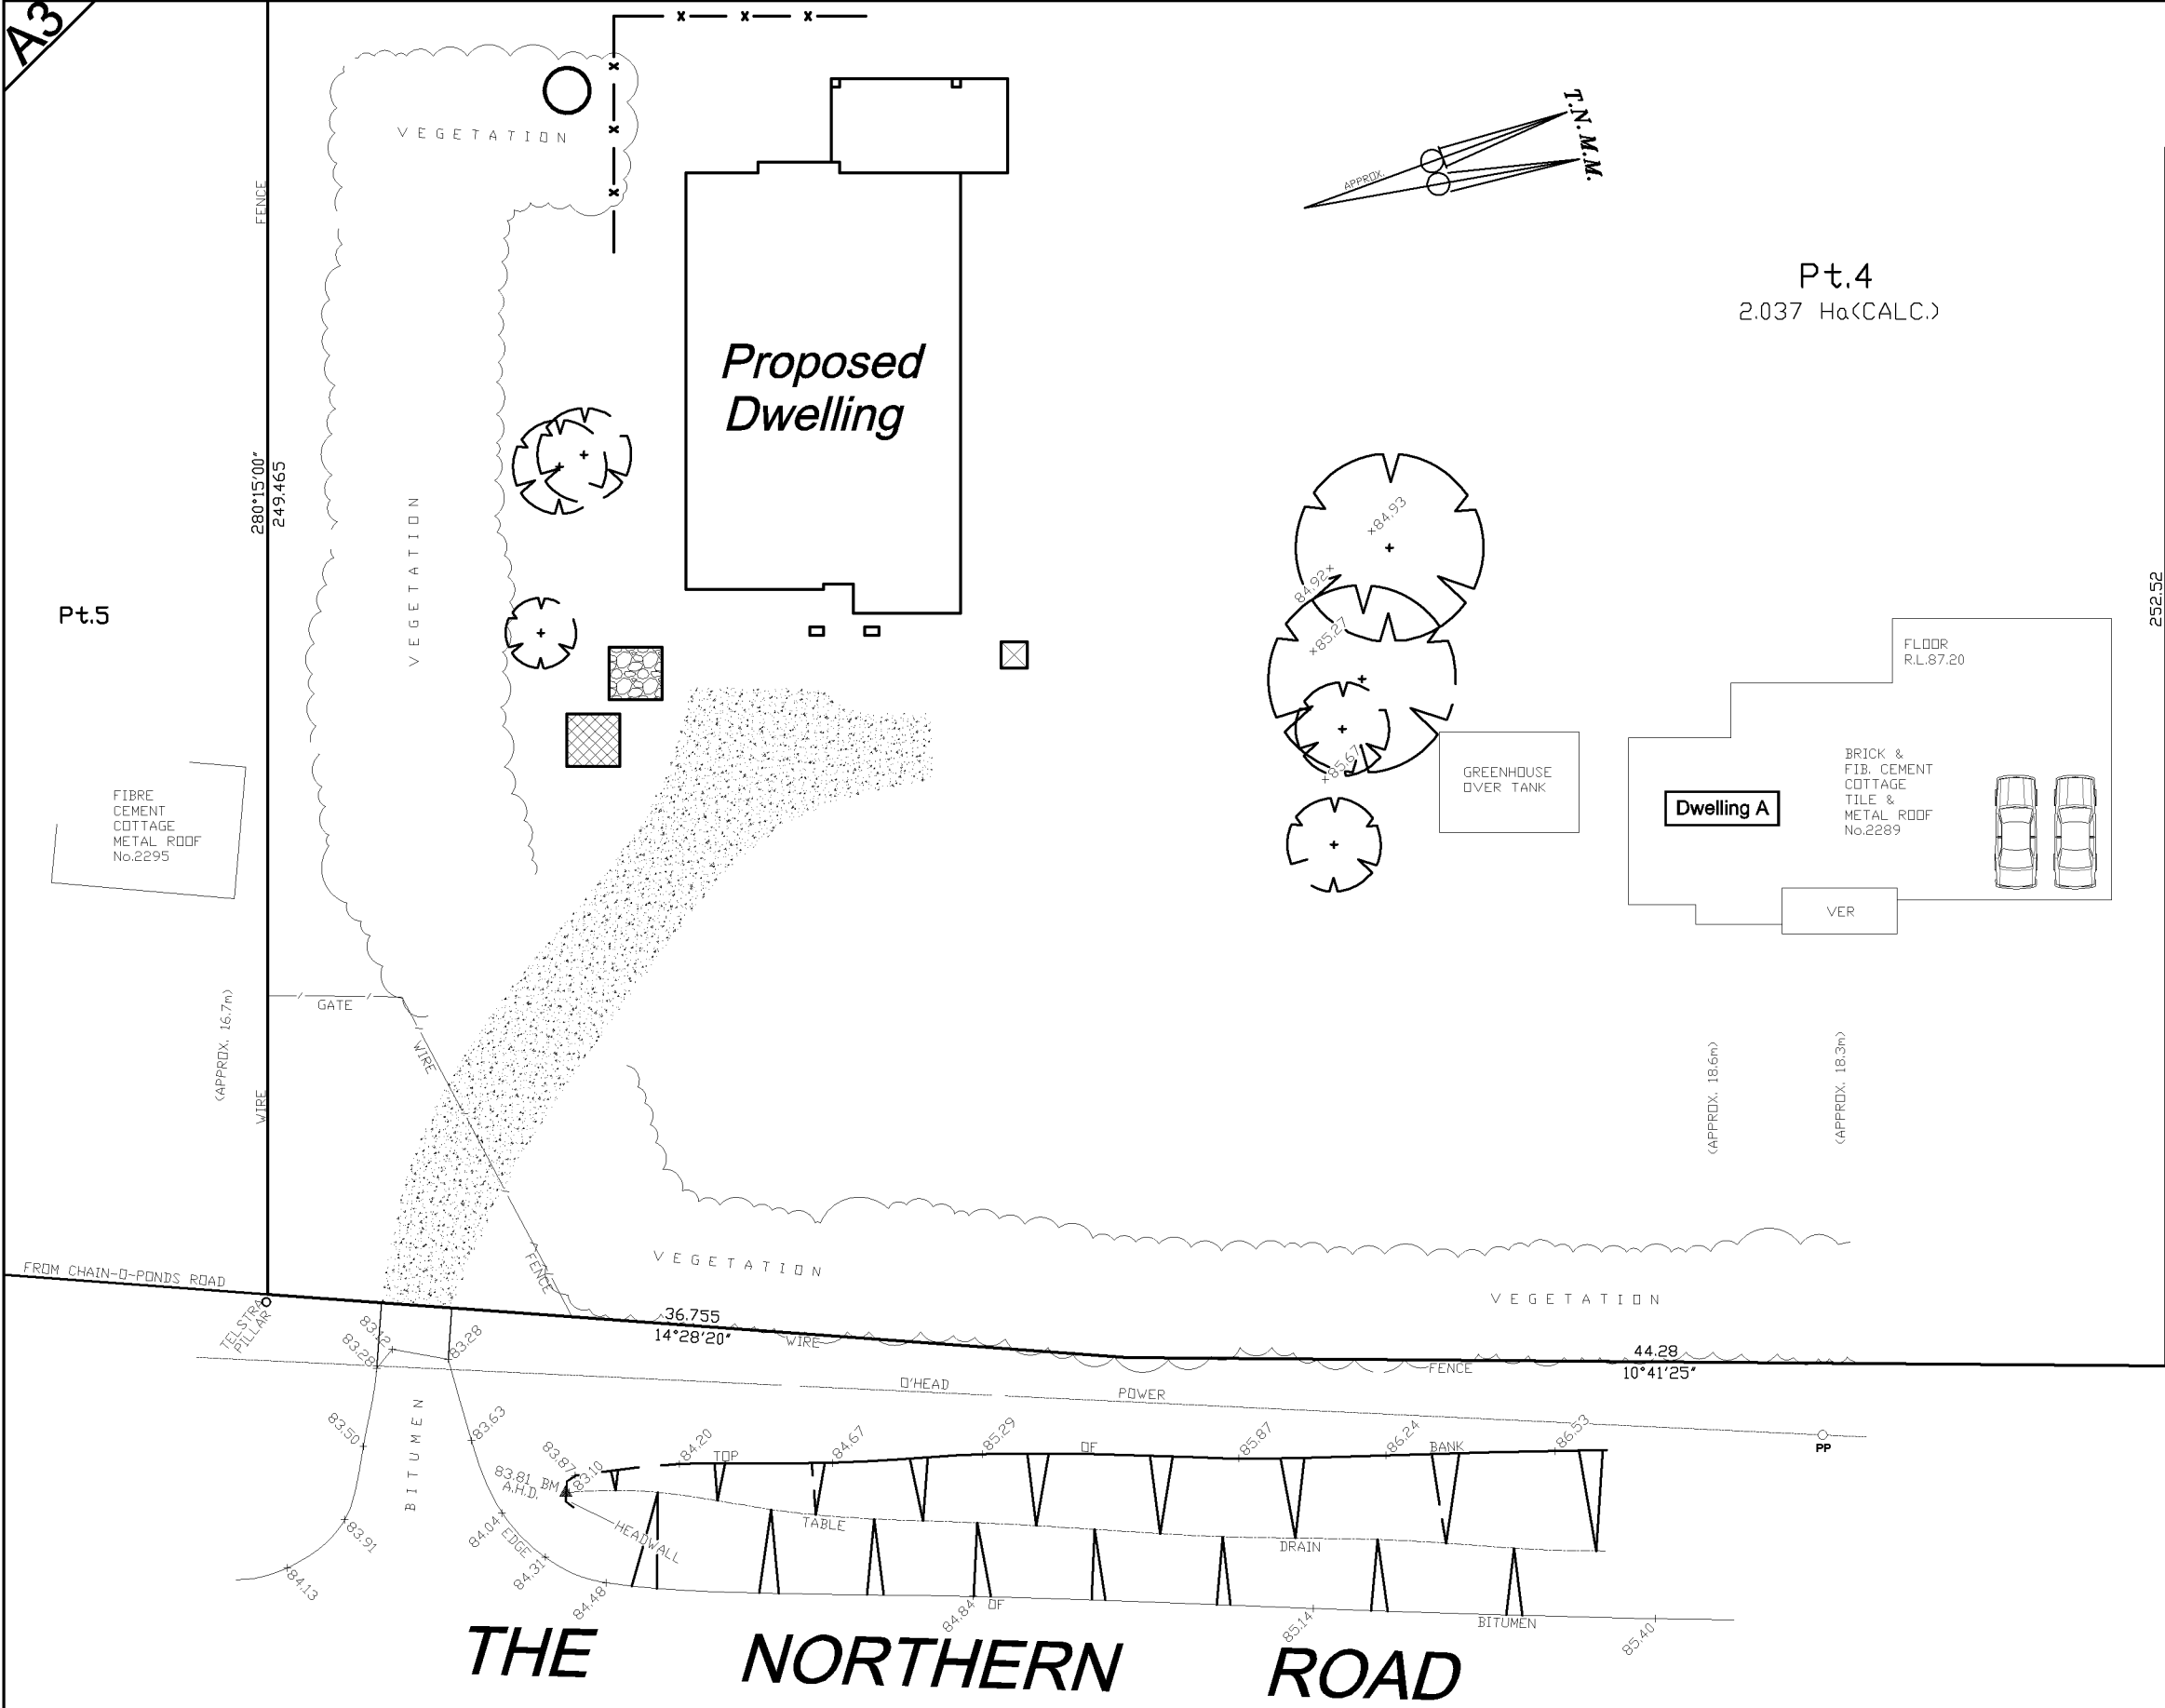 A3
T.N. M.M.
APPROX.
VEGETATION
FENCE
Pt.4
2.037 Ha(CALC.)
Proposed
Dwelling
280°15'00"
249.465
VEGETATION
×84.93
84.92+
×85.27
+85.67
252.52
Pt.5
FLOOR
R.L.87.20
FIBRE
CEMENT
COTTAGE
METAL ROOF
No.2295
GREENHOUSE
OVER TANK
Dwelling A
BRICK &
FIB. CEMENT
COTTAGE
TILE &
METAL ROOF
No.2289
VER
(APPROX. 16.7m)
GATE
WIRE
WIRE
FENCE
(APPROX. 18.6m)
(APPROX. 18.3m)
FROM CHAIN-O-PONDS ROAD
TELSTRA
PILLAR
VEGETATION
VEGETATION
36.755
14°28'20"
WIRE
FENCE
44.28
10°41'25"
83.12
83.28
83.28
O'HEAD
POWER
PP
BITUMEN
83.50
83.63
83.87
83.10
83.81 BM
A.H.D.
84.20
TOP
84.67
85.29
OF
85.87
86.24
BANK
86.53
83.91
84.13
84.04
EDGE
84.31
84.48
HEADWALL
TABLE
DRAIN
84.84
OF
85.14
BITUMEN
85.40
THE NORTHERN ROAD